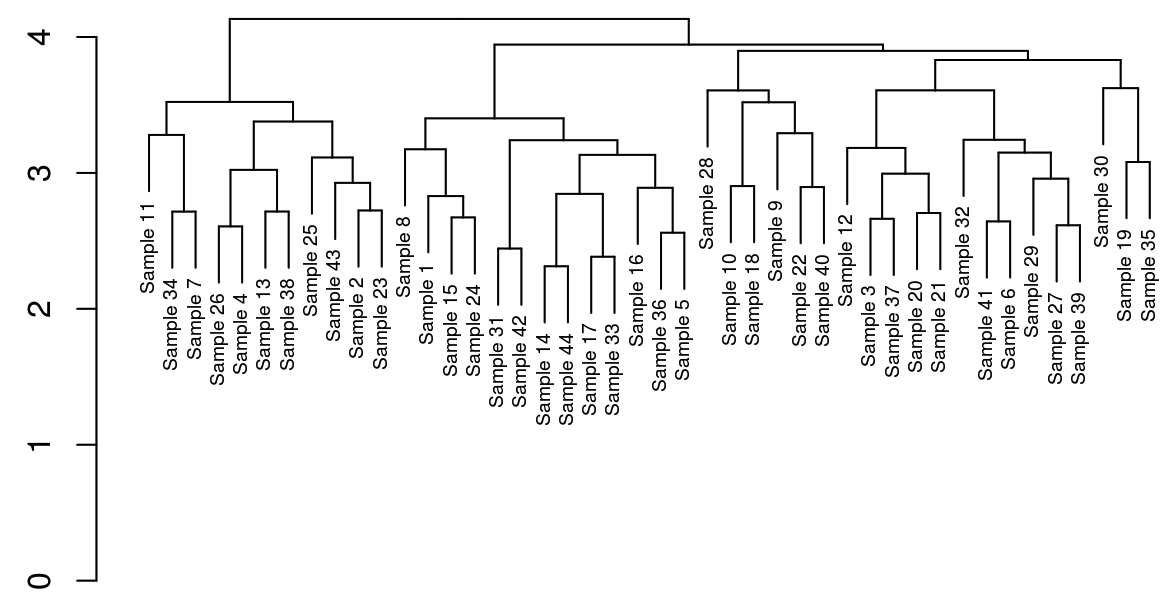 4
3
2
1
0
Sample 11
Sample 34
Sample 7
Sample 26
Sample 4
Sample 13
Sample 38
Sample 25
Sample 43
Sample 2
Sample 23
Sample 8
Sample 1
Sample 15
Sample 24
Sample 31
Sample 42
Sample 14
Sample 44
Sample 17
Sample 33
Sample 16
Sample 36
Sample 5
Sample 28
Sample 10
Sample 18
Sample 9
Sample 22
Sample 40
Sample 12
Sample 3
Sample 37
Sample 20
Sample 21
Sample 32
Sample 41
Sample 6
Sample 29
Sample 27
Sample 39
Sample 30
Sample 19
Sample 35